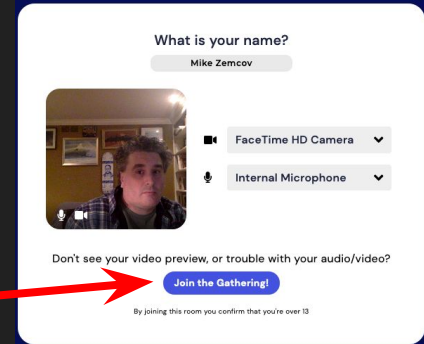 What is your name?
Mike Zemcov
FaceTime HD Camera
Internal Microphone
Don't see your video preview, or trouble with your audio/video?
Join the Gathering!
By joining this room you confirm that you're over 13